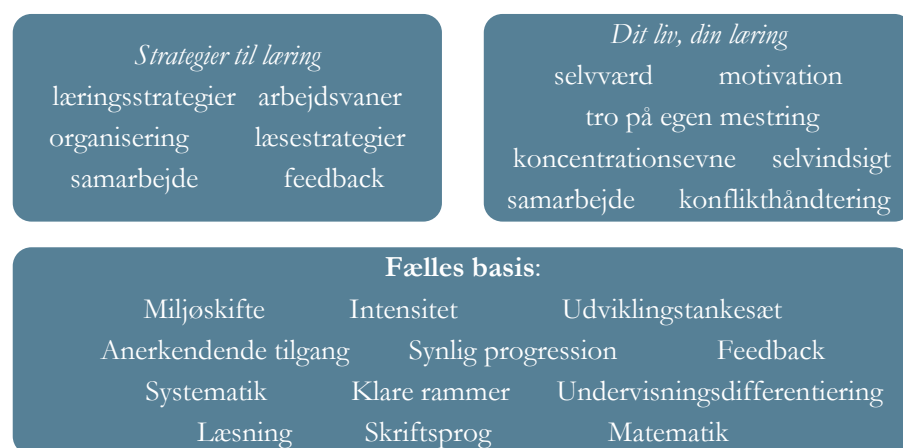 Strategier til læring
læringsstrategier arbejdsvaner
organisering læsestrategier
samarbejde feedback
Dit liv, din læring
selvværd motivation
tro på egen mestring
koncentrationsevne selvindsigt
samarbejde konflikthåndtering
Fælles basis:
Miljøskifte Intensitet Udviklingstankesæt
Anerkendende tilgang Synlig progression Feedback
Systematik Klare rammer Undervisningsdifferentiering
Læsning Skriftsprog Matematik